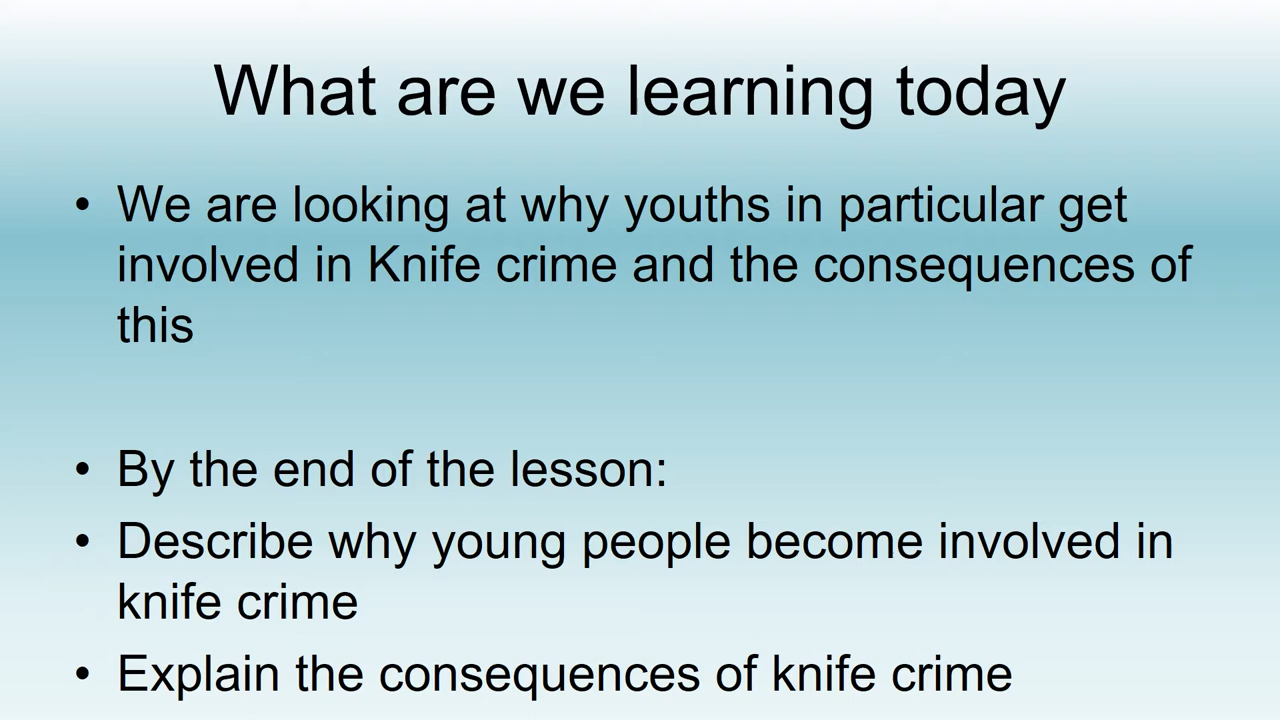 What are we learning today
• We are looking at why youths in particular get
involved in Knife crime and the consequences of
this
• By the end of the lesson:
• Describe why young people become involved in
knife crime
• Explain the consequences of knife crime